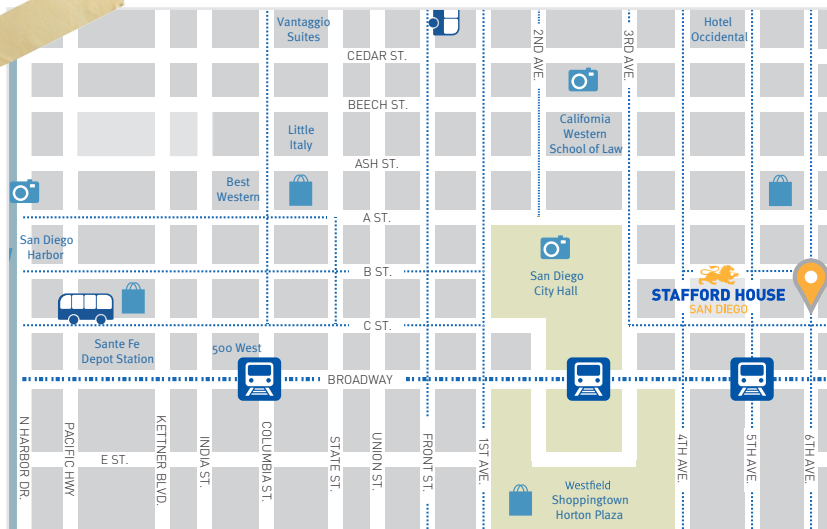 Vantaggio
Suites
Hotel
Occidental
2ND AVE.
3RD AVE.
CEDAR ST.
BEECH ST.
Little
Italy
California
Western
School of Law
ASH ST.
Best
Western
A ST.
San Diego
Harbor
B ST.
San Diego
City Hall
STAFFORD HOUSE
SAN DIEGO
C ST.
Sante Fe
Depot Station
500 West
BROADWAY
N HARBOR DR.
PACIFIC HWY
E ST.
KETTNER BLVD.
INDIA ST.
COLUMBIA ST.
STATE ST.
UNION ST.
FRONT ST.
1ST AVE.
4TH AVE.
5TH AVE.
6TH AVE.
Westfield
Shoppingtown
Horton Plaza